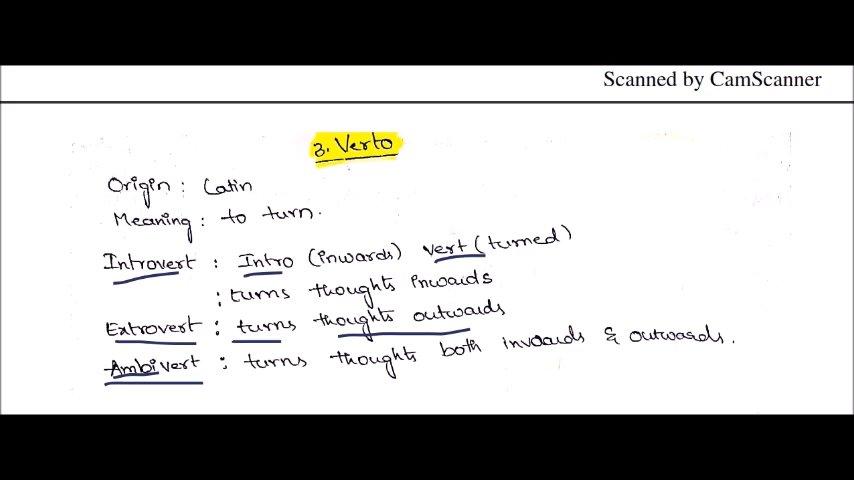 Scanned by CamScanner
3. Verto
Origin : Latin
Meaning : to turn.
Introvert : Intro (inwards) vert (turned)
: turns thoughts inwards
Extrovert : turns thoughts outwards
Ambivert : turns thoughts both inwards & outwards.